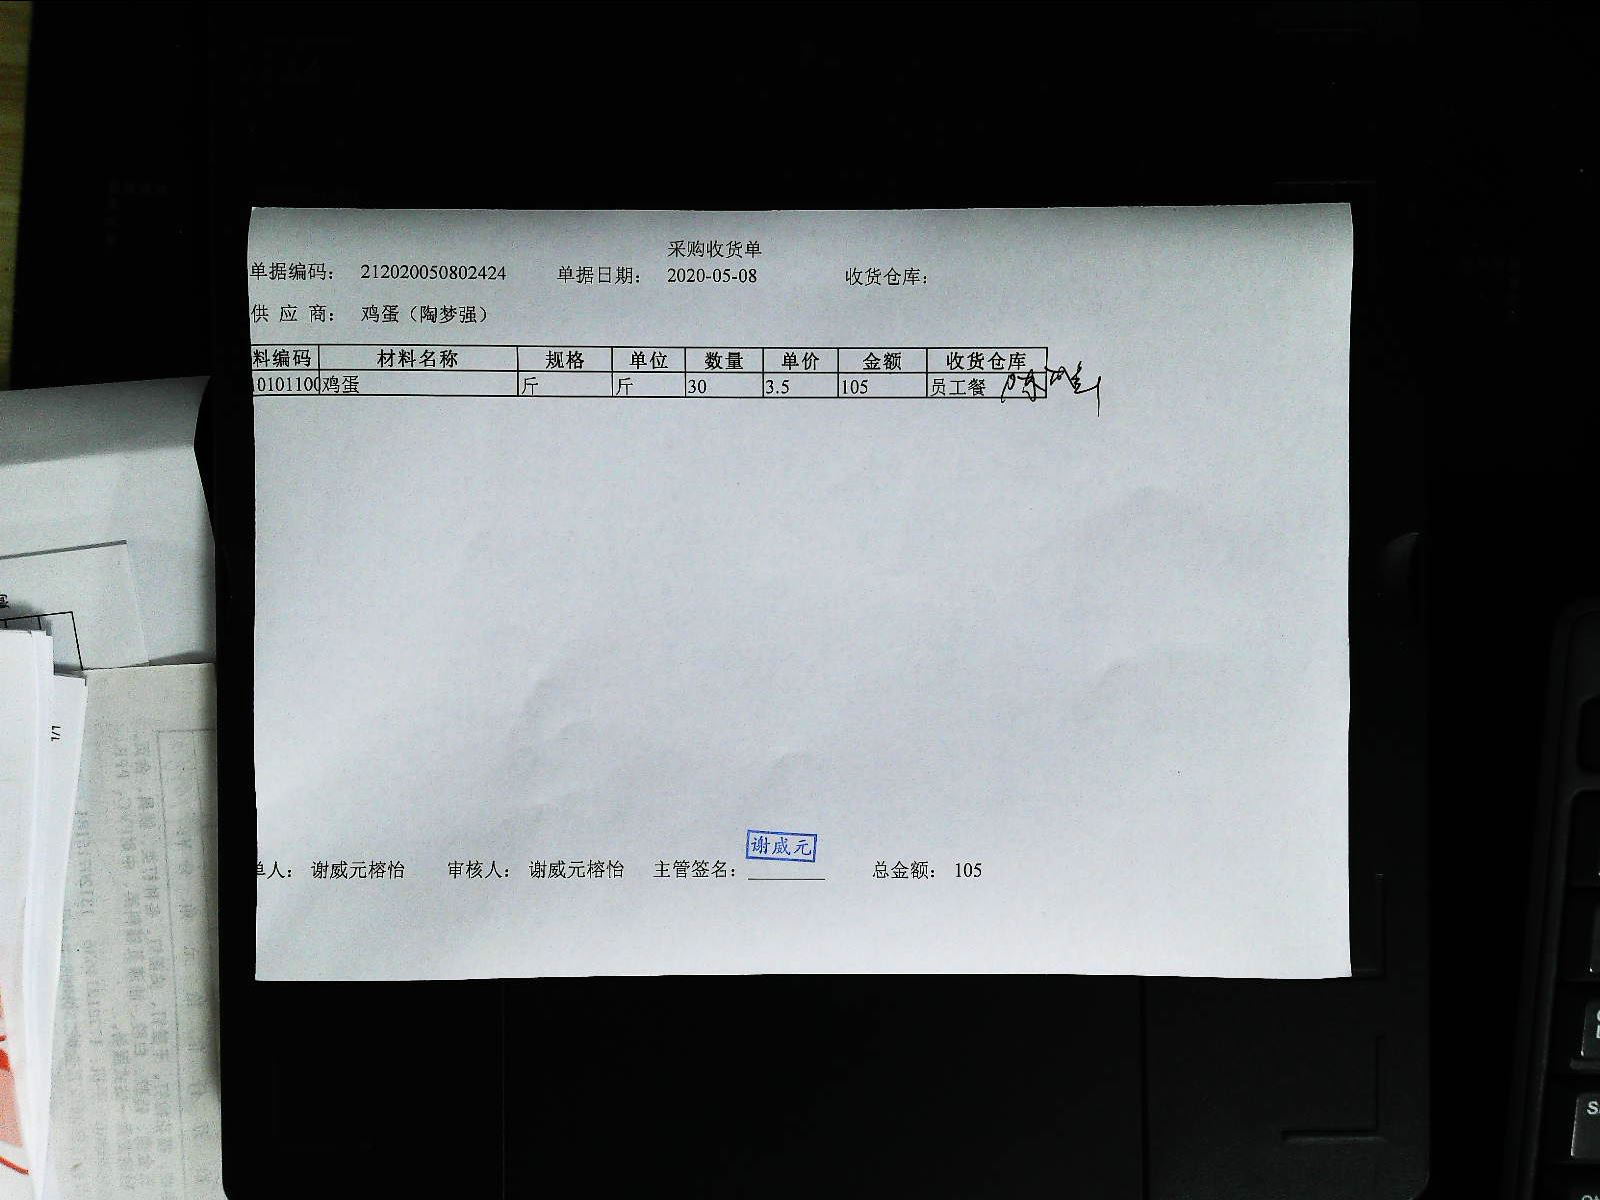 采购收货单
单据编码： 212020050802424 单据日期： 2020-05-08 收货仓库：
供 应 商： 鸡蛋（陶梦强）
料编码 材料名称 规格 单位 数量 单价 金额 收货仓库
0101100 鸡蛋 斤 斤 30 3.5 105 员工餐
谢威元
单人： 谢威元榕怡 审核人： 谢威元榕怡 主管签名： 总金额： 105